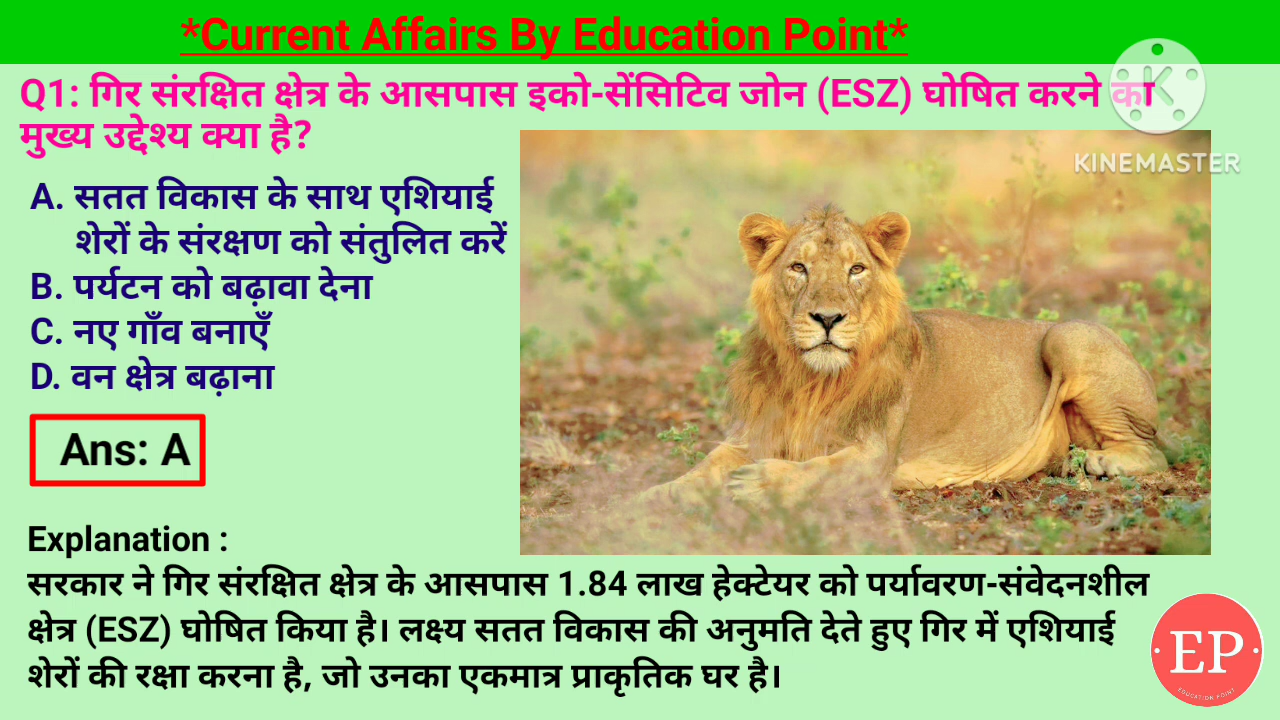 *Current Affairs By Education Point*
Q1: गिर संरक्षित क्षेत्र के आसपास इको-सेंसिटिव जोन (ESZ) घोषित करने का
मुख्य उद्देश्य क्या है?
KINEMASTER
A. सतत विकास के साथ एशियाई
शेरों के संरक्षण को संतुलित करें
B. पर्यटन को बढ़ावा देना
C. नए गाँव बनाएँ
D. वन क्षेत्र बढ़ाना
Ans: A
Explanation :
सरकार ने गिर संरक्षित क्षेत्र के आसपास 1.84 लाख हेक्टेयर को पर्यावरण-संवेदनशील
क्षेत्र (ESZ) घोषित किया है। लक्ष्य सतत विकास की अनुमति देते हुए गिर में एशियाई
शेरों की रक्षा करना है, जो उनका एकमात्र प्राकृतिक घर है।
EP
EDUCATION POINT